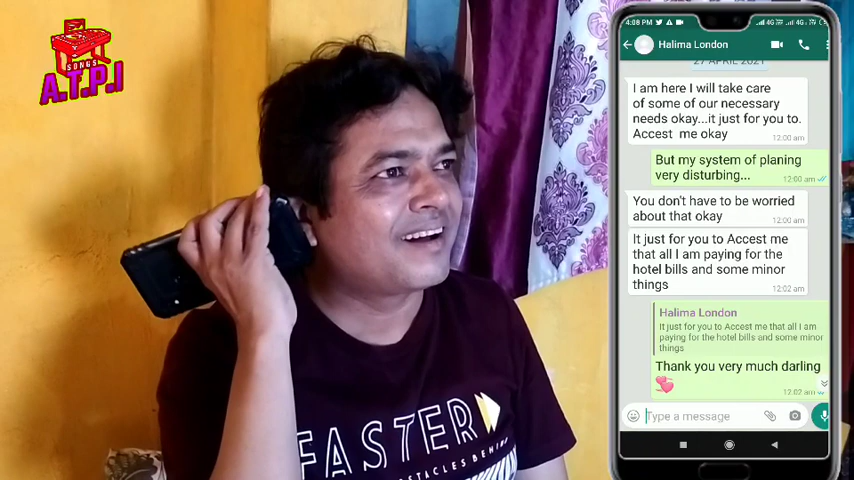 SONGS
A.T.P.I
FASTER
OBSTACLES BEHIND
4:08 PM
4G
4G
Halima London
27 APRIL 2021
I am here I will take care
of some of our necessary
needs okay...it just for you to.
Accest me okay
12:00 am
But my system of planing
very disturbing...
12:00 am
You don't have to be worried
about that okay
12:00 am
It just for you to Accest me
that all I am paying for the
hotel bills and some minor
things
12:02 am
Halima London
It just for you to Accest me that all I am
paying for the hotel bills and some minor
things
Thank you very much darling
12:02 am
Type a message